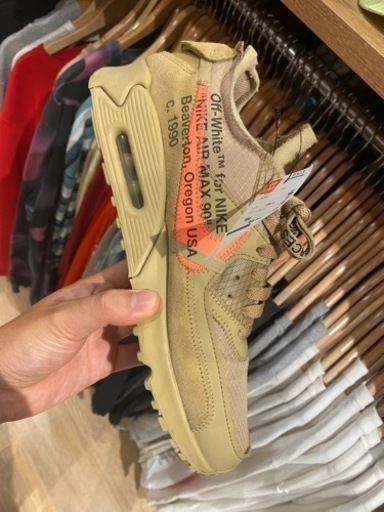 Off-White™ for NIKE
"NIKE AIR MAX 90"
Beaverton, Oregon USA
c. 1990